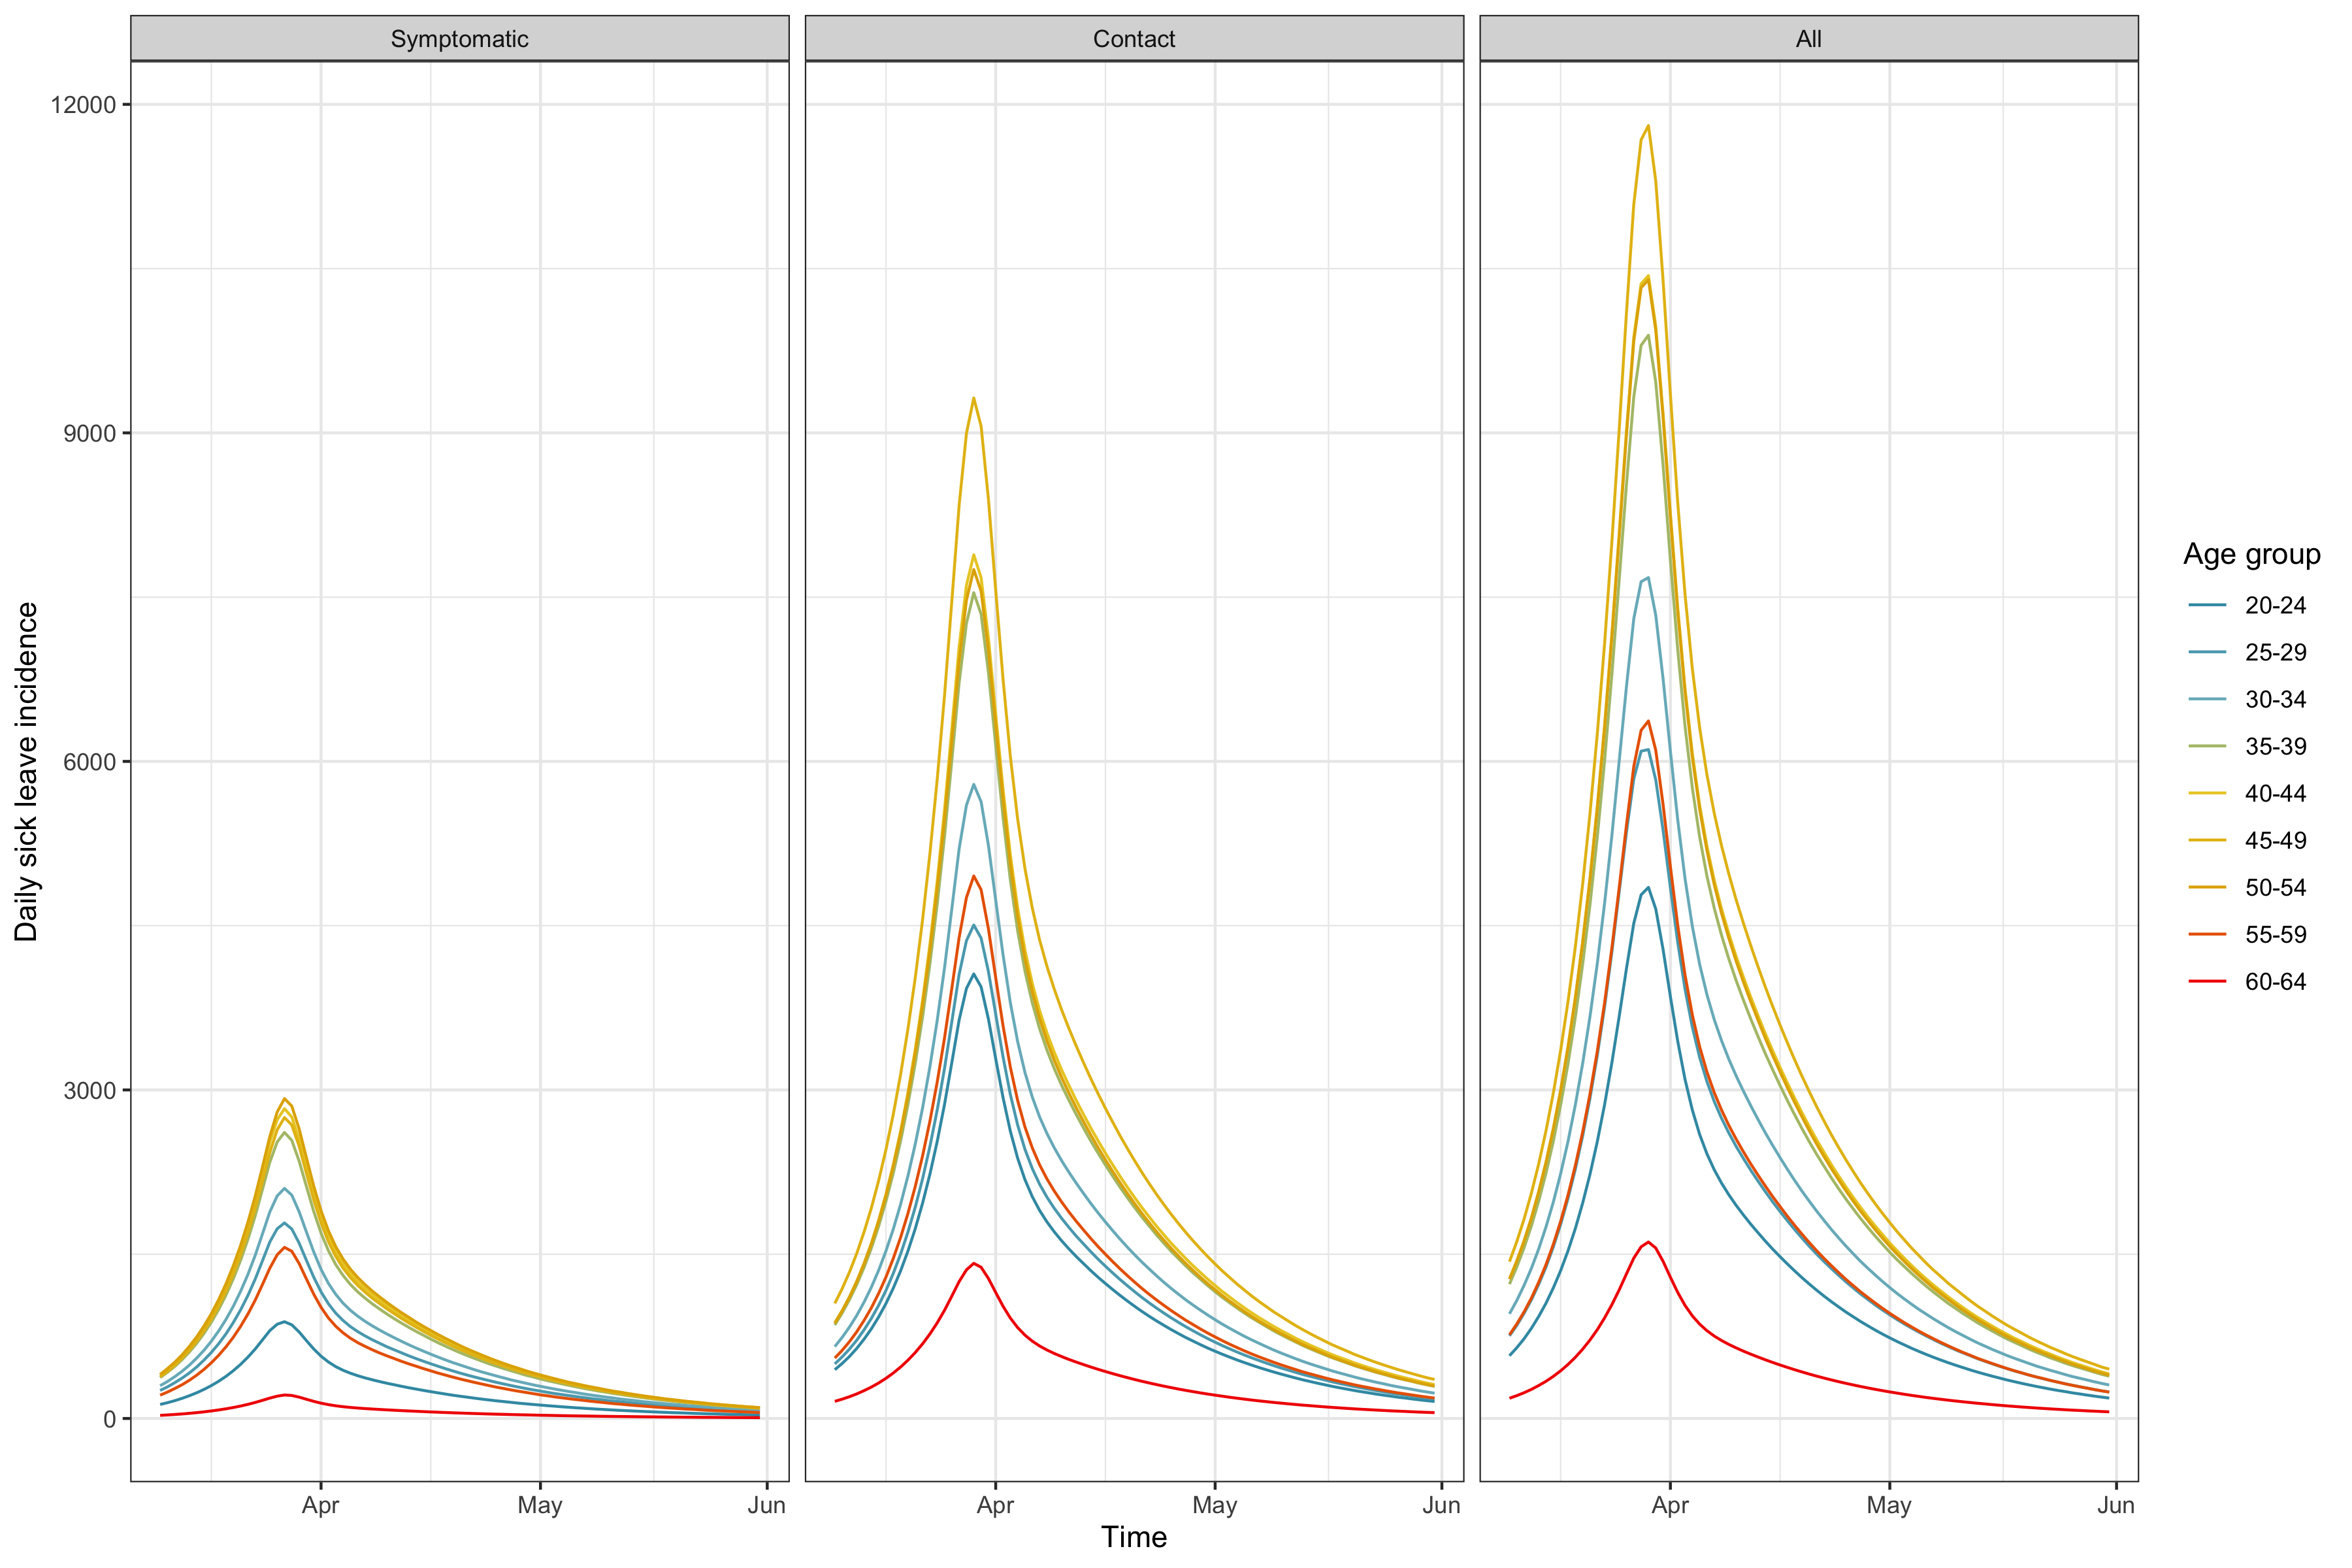 Symptomatic
Contact
All
Daily sick leave incidence
12000
9000
6000
3000
0
Apr
May
Jun
Apr
May
Jun
Apr
May
Jun
Time
Age group
20-24
25-29
30-34
35-39
40-44
45-49
50-54
55-59
60-64